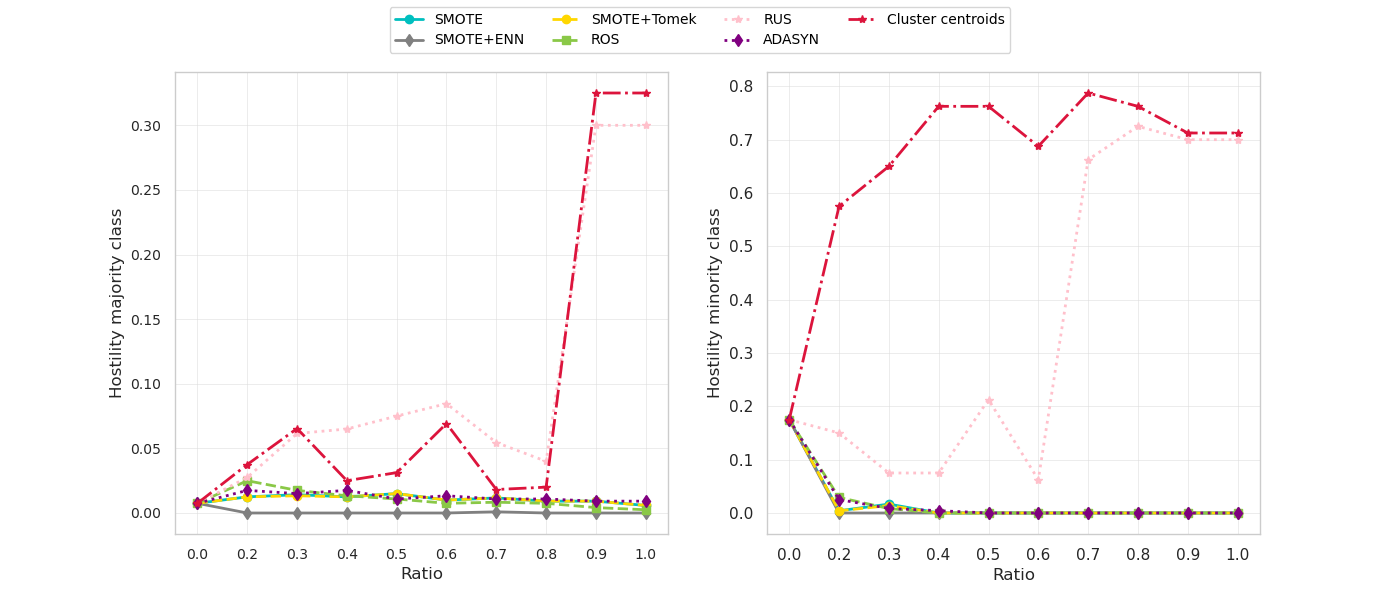 SMOTE
SMOTE+ENN
SMOTE+Tomek
ROS
RUS
ADASYN
Cluster centroids
Hostility majority class
0.30
0.25
0.20
0.15
0.10
0.05
0.00
0.0 0.2 0.3 0.4 0.5 0.6 0.7 0.8 0.9 1.0
Ratio
Hostility minority class
0.8
0.7
0.6
0.5
0.4
0.3
0.2
0.1
0.0
0.0 0.2 0.3 0.4 0.5 0.6 0.7 0.8 0.9 1.0
Ratio